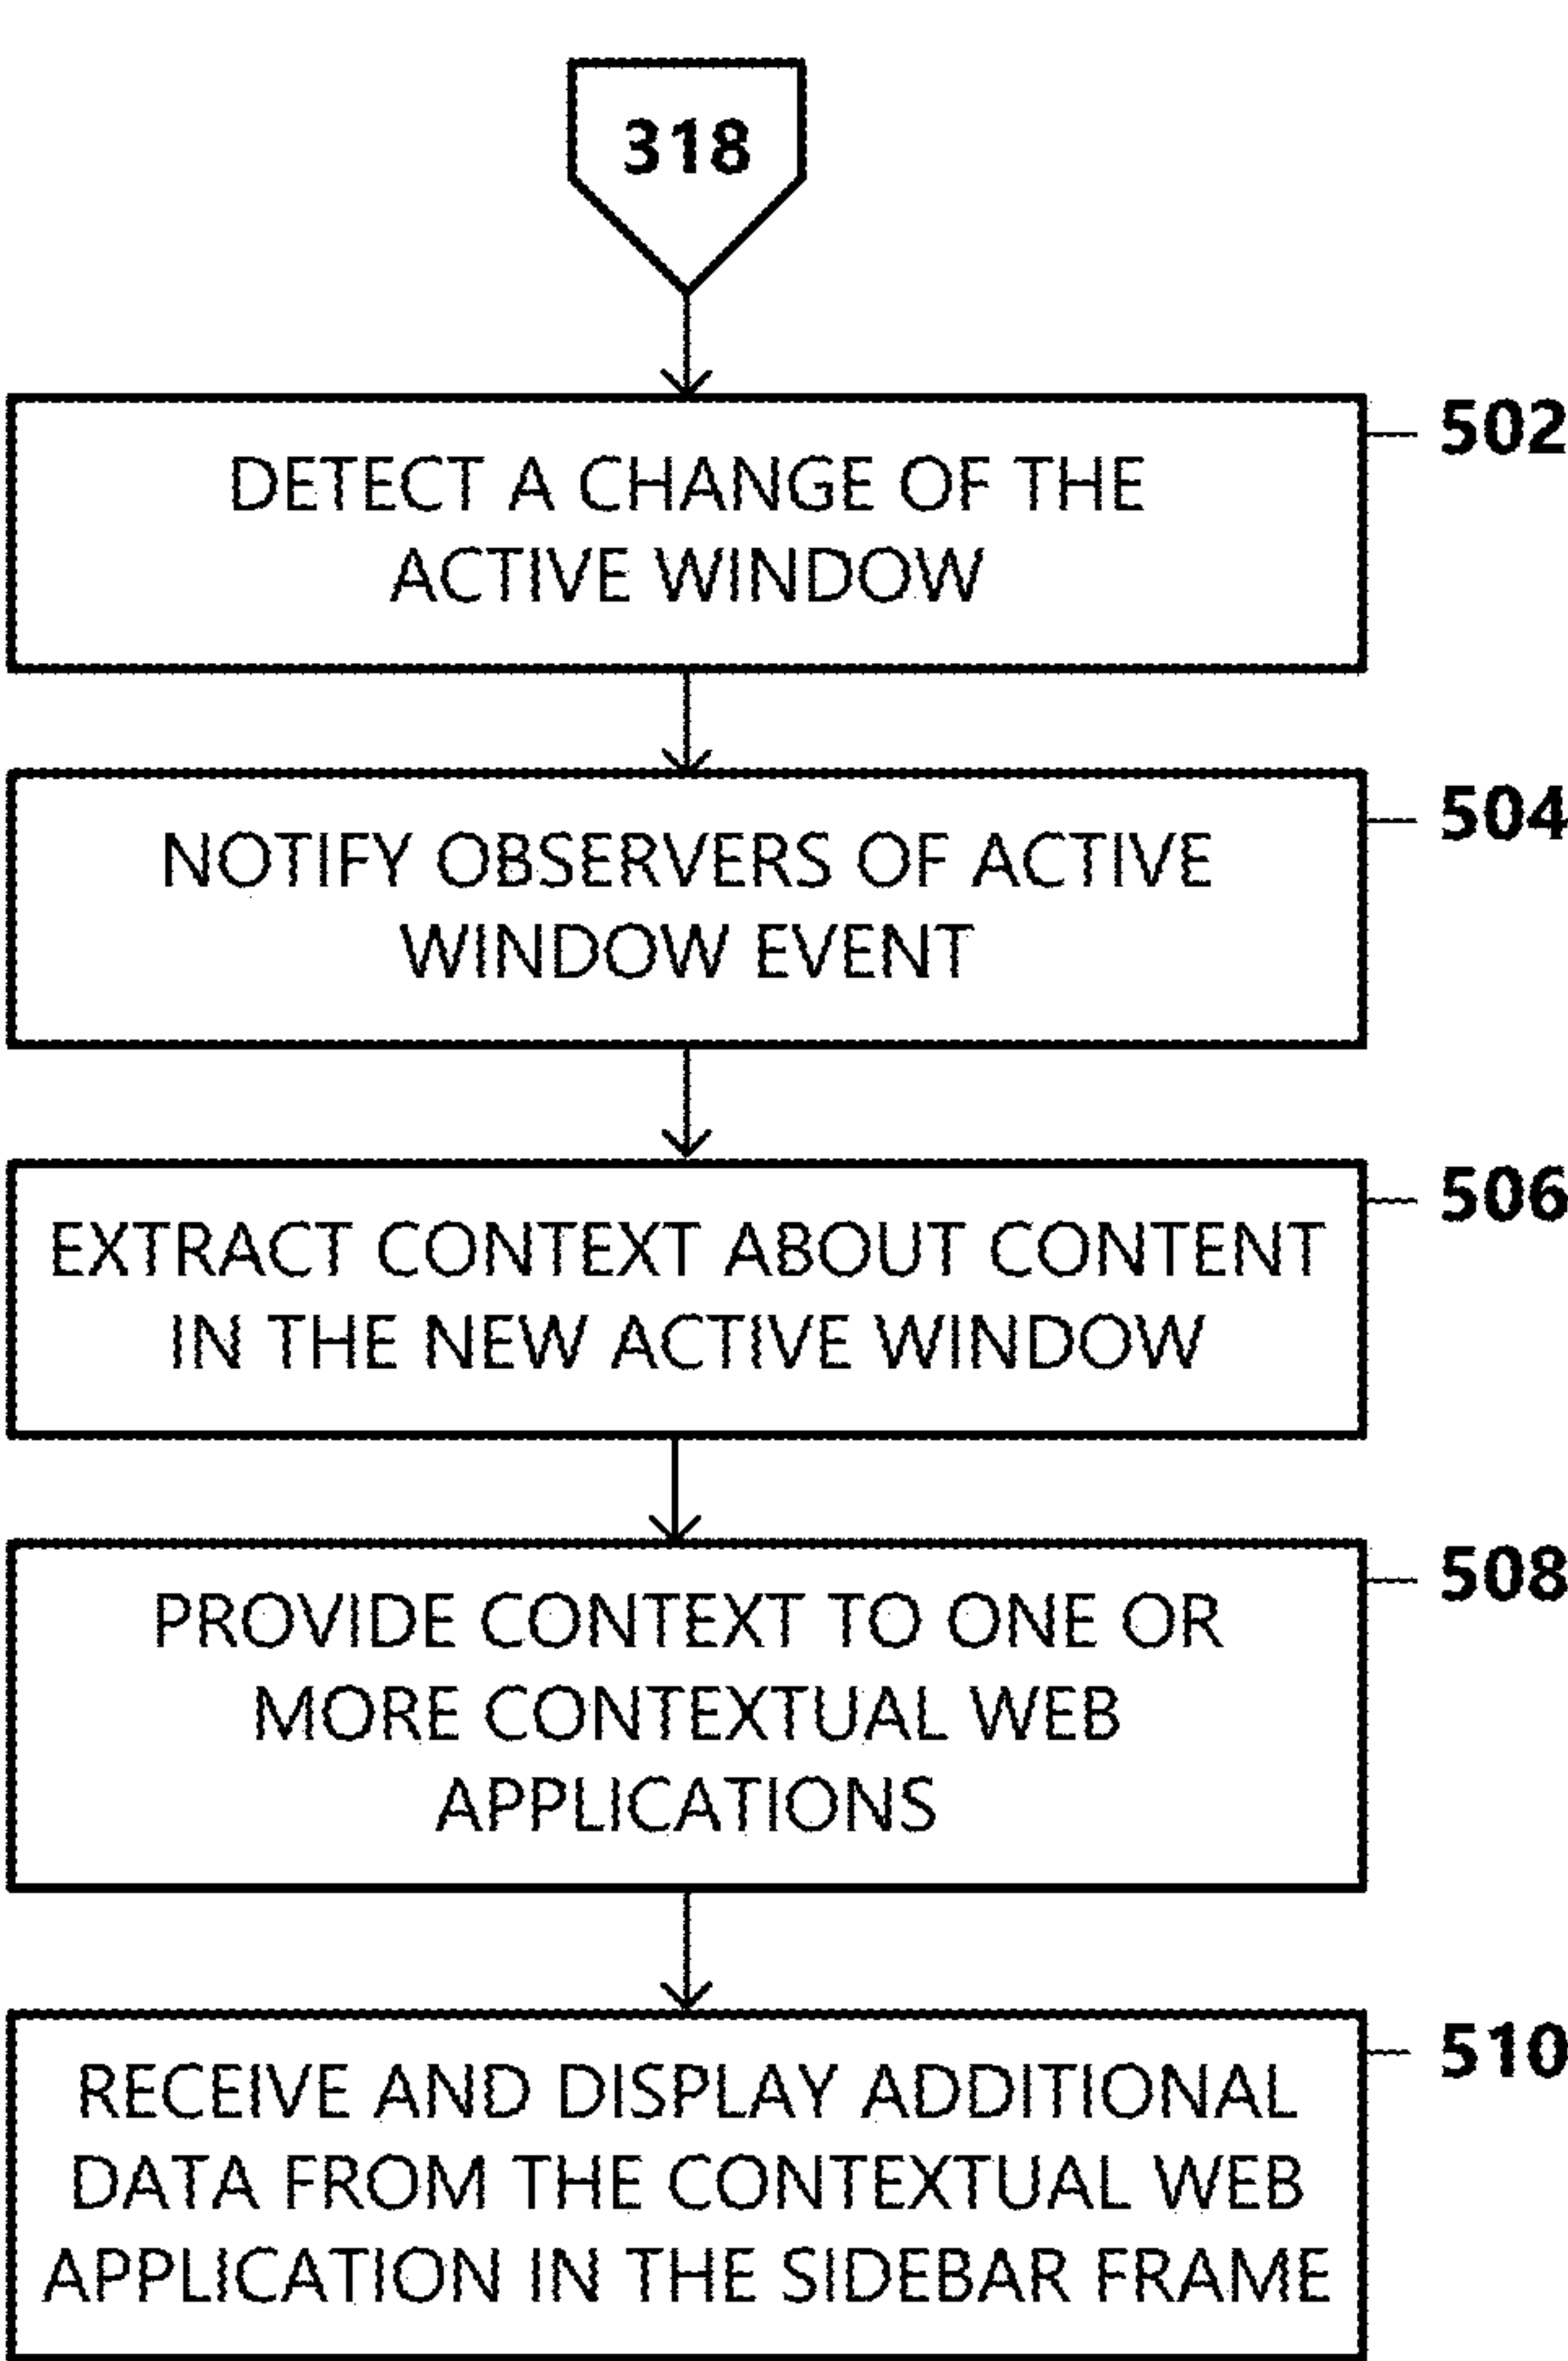 318
502
DETECT A CHANGE OF THE
ACTIVE WINDOW
504
NOTIFY OBSERVERS OF ACTIVE
WINDOW EVENT
506
EXTRACT CONTEXT ABOUT CONTENT
IN THE NEW ACTIVE WINDOW
508
PROVIDE CONTEXT TO ONE OR
MORE CONTEXTUAL WEB
APPLICATIONS
510
RECEIVE AND DISPLAY ADDITIONAL
DATA FROM THE CONTEXTUAL WEB
APPLICATION IN THE SIDEBAR FRAME